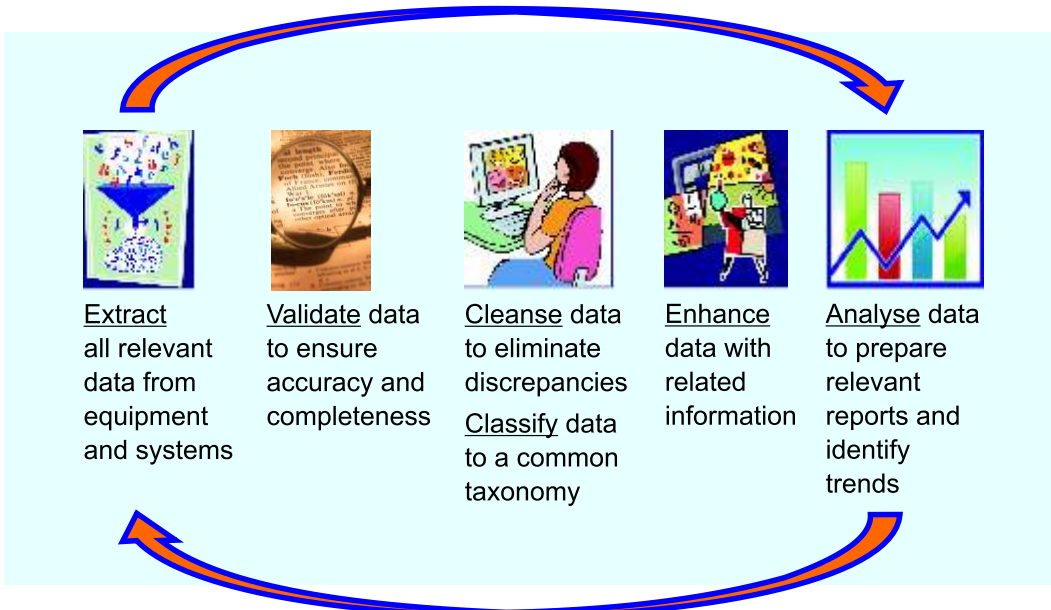 Extract
all relevant
data from
equipment
and systems
Validate data
to ensure
accuracy and
completeness
Cleanse data
to eliminate
discrepancies
Classify data
to a common
taxonomy
Enhance
data with
related
information
Analyse data
to prepare
relevant
reports and
identify
trends